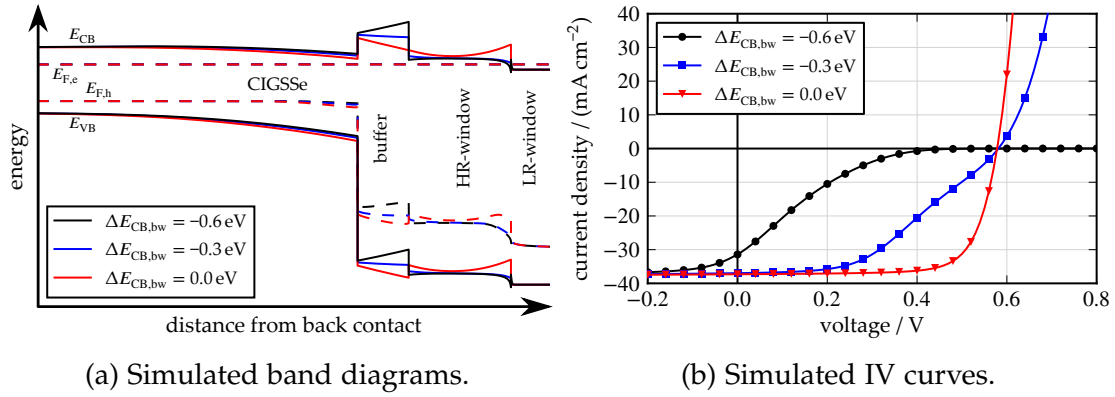 E_CB
E_F,e
E_F,h
CIGSSe
E_VB
buffer
HR-window
LR-window
energy
ΔE_CB,bw = −0.6 eV
ΔE_CB,bw = −0.3 eV
ΔE_CB,bw = 0.0 eV
distance from back contact
(a) Simulated band diagrams.
40
30
20
10
0
−10
−20
−30
−40
current density / (mA cm⁻²)
ΔE_CB,bw = −0.6 eV
ΔE_CB,bw = −0.3 eV
ΔE_CB,bw = 0.0 eV
−0.2 0.0 0.2 0.4 0.6 0.8
voltage / V
(b) Simulated IV curves.